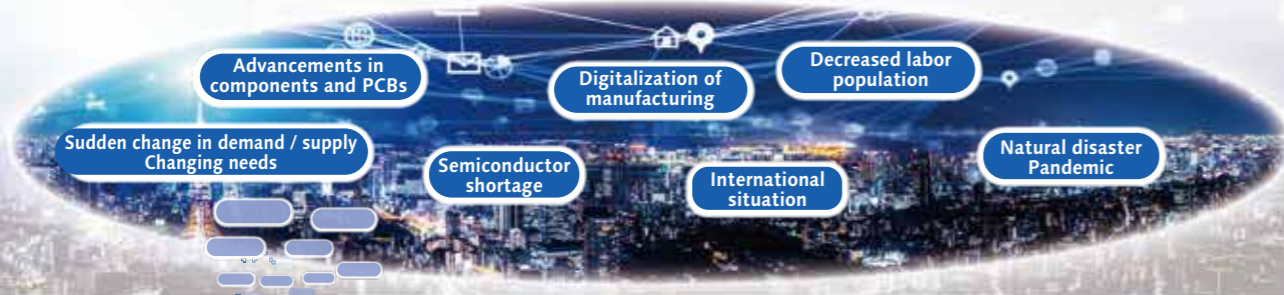 Advancements in
components and PCBs
Digitalization of
manufacturing
Decreased labor
population
Sudden change in demand / supply
Changing needs
Semiconductor
shortage
International
situation
Natural disaster
Pandemic